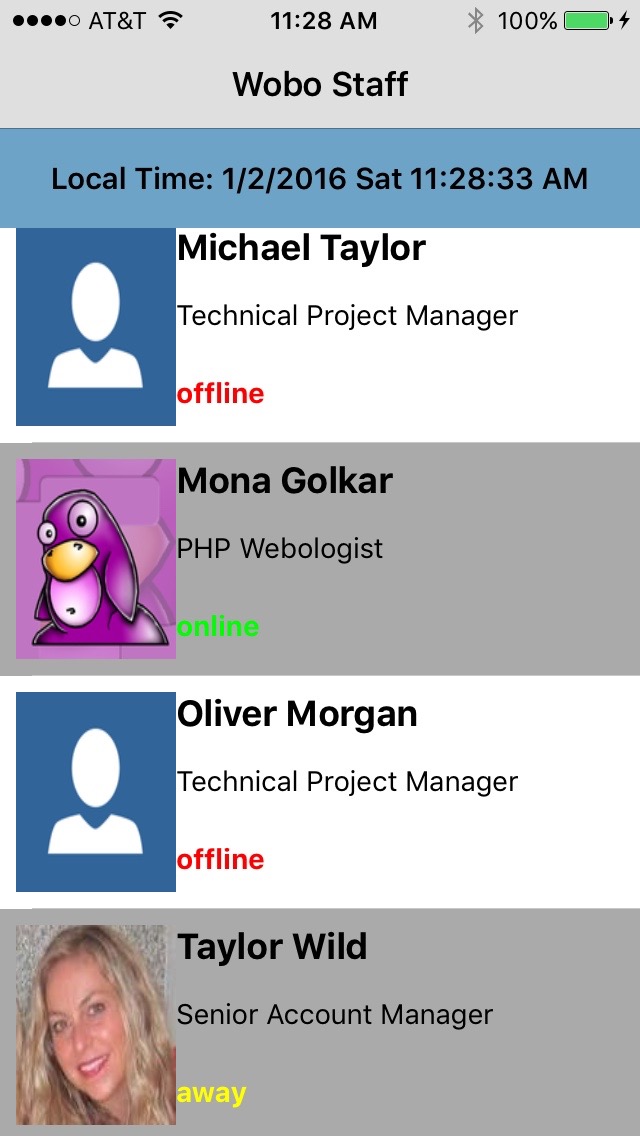 AT&T 11:28 AM 100%
Wobo Staff
Local Time: 1/2/2016 Sat 11:28:33 AM
Michael Taylor
Technical Project Manager
offline
Mona Golkar
PHP Webologist
online
Oliver Morgan
Technical Project Manager
offline
Taylor Wild
Senior Account Manager
away